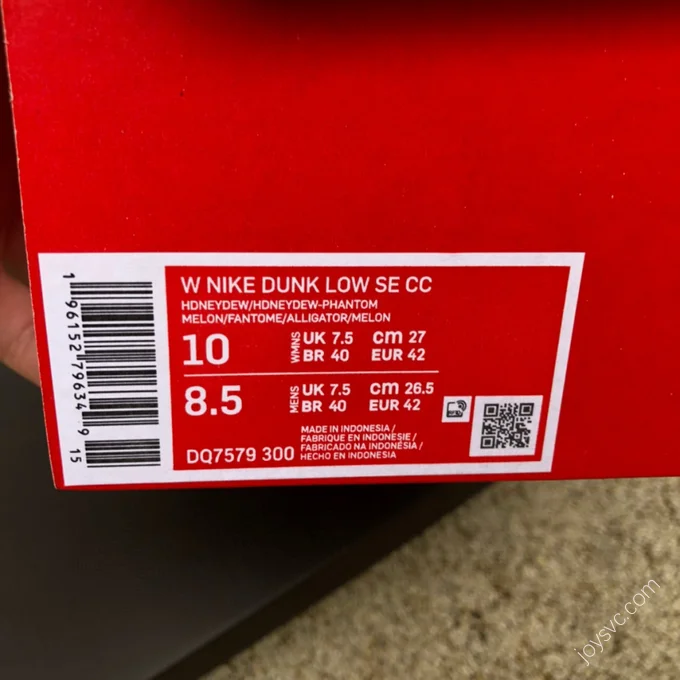 W NIKE DUNK LOW SE CC
HDNEYDEW/HDNEYDEW-PHANTOM
MELON/FANTOME/ALLIGATOR/MELON
10 WMNS UK 7.5 cm 27
BR 40 EUR 42
8.5 MENS UK 7.5 cm 26.5
BR 40 EUR 42
MADE IN INDONESIA /
FABRIQUE EN INDONESIE /
FABRICADO NA INDONESIA /
HECHO EN INDONESIA
DQ7579 300
1 96152 79634 9 15
joysvc.com